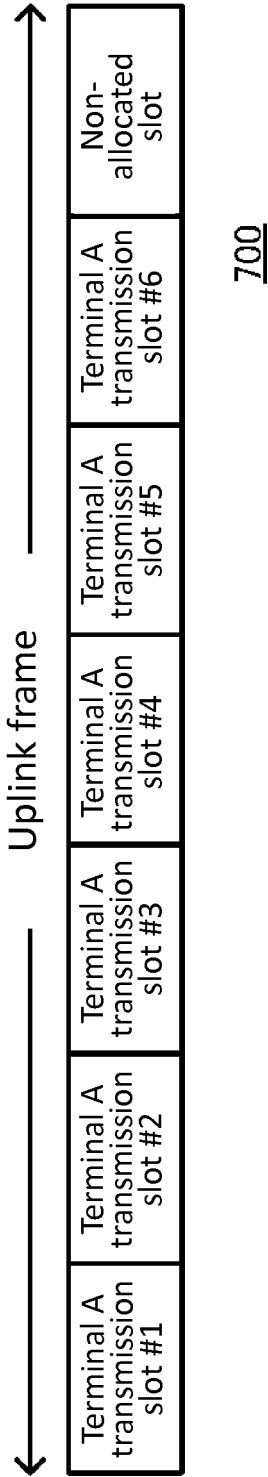 Uplink frame
Terminal A
transmission
slot #1
Terminal A
transmission
slot #2
Terminal A
transmission
slot #3
Terminal A
transmission
slot #4
Terminal A
transmission
slot #5
Terminal A
transmission
slot #6
Non-
allocated
slot
700